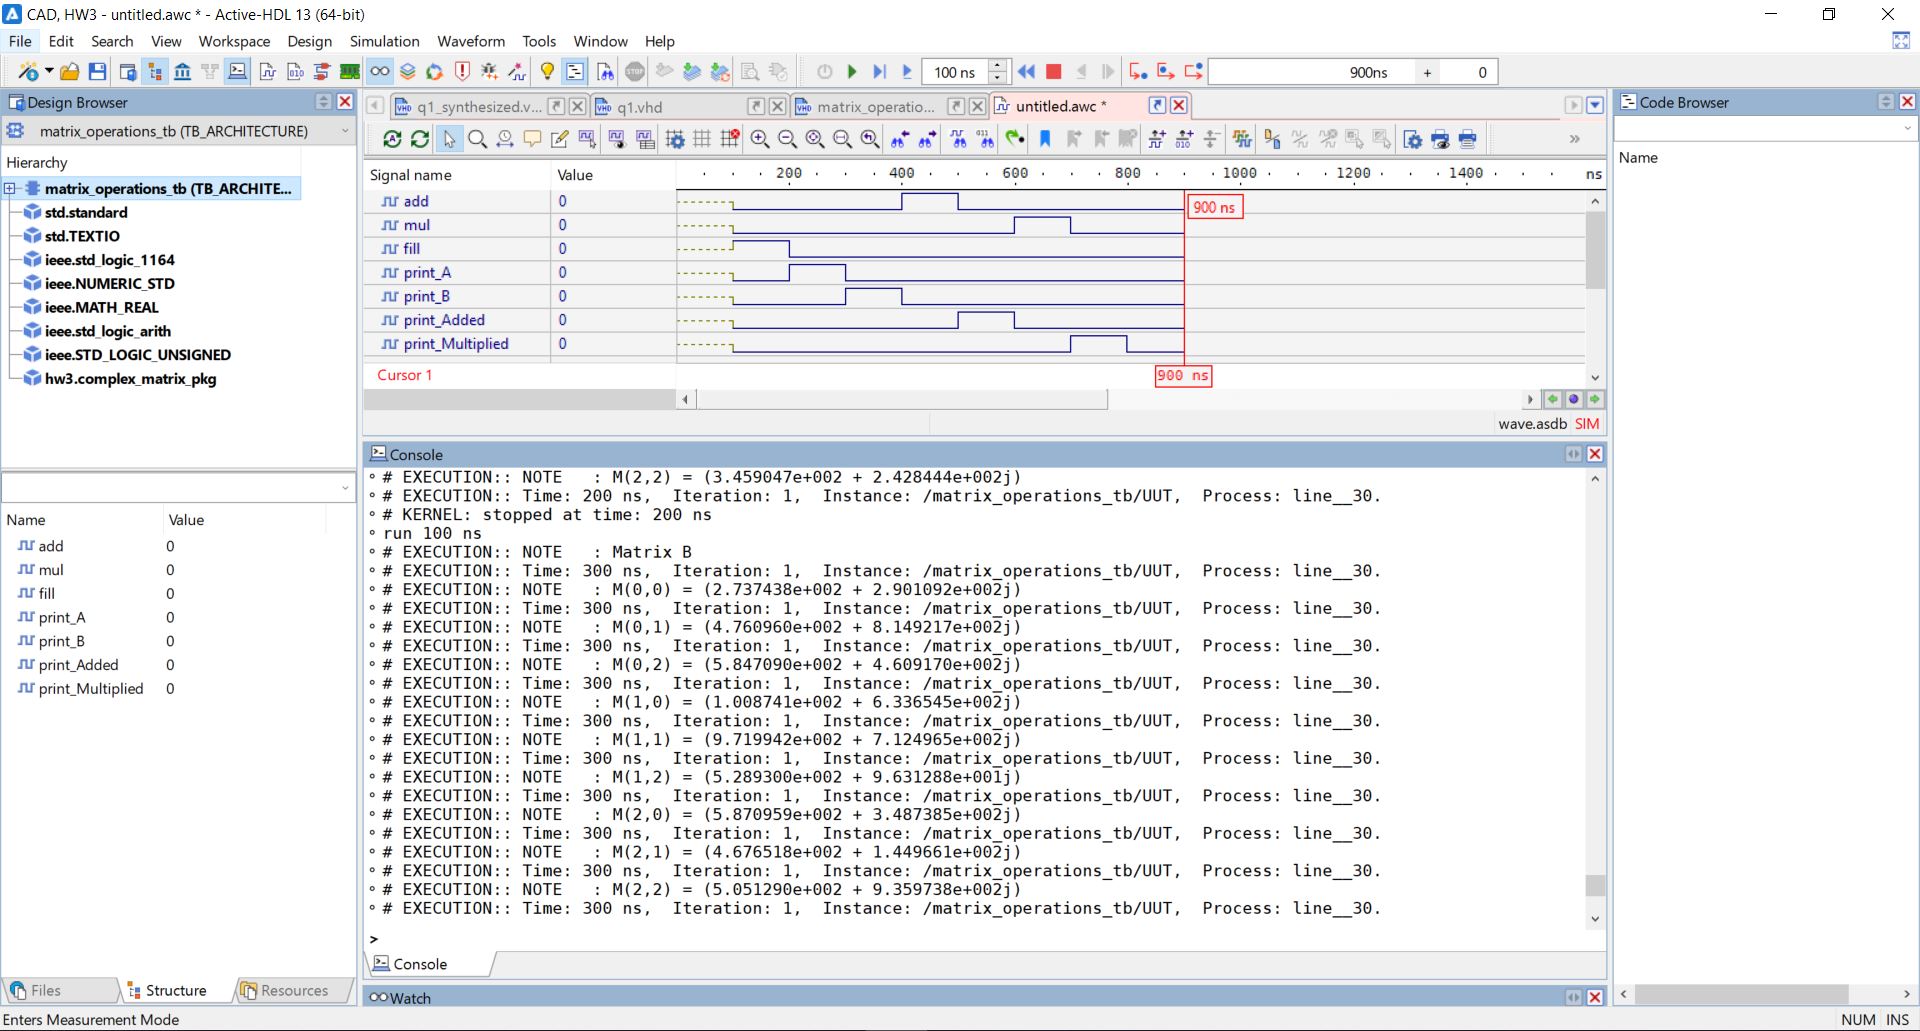 CAD, HW3 - untitled.awc * - Active-HDL 13 (64-bit)
File Edit Search View Workspace Design Simulation Waveform Tools Window Help
100 ns 900ns + 0
Design Browser
matrix_operations_tb (TB_ARCHITECTURE)
Hierarchy
matrix_operations_tb (TB_ARCHITE...
std.standard
std.TEXTIO
ieee.std_logic_1164
ieee.NUMERIC_STD
ieee.MATH_REAL
ieee.std_logic_arith
ieee.STD_LOGIC_UNSIGNED
hw3.complex_matrix_pkg
Name Value
add 0
mul 0
fill 0
print_A 0
print_B 0
print_Added 0
print_Multiplied 0
Files Structure Resources
q1_synthesized.v... q1.vhd matrix_operatio... untitled.awc *
Signal name Value 200 400 600 800 1000 1200 1400 ns
add 0
900 ns
mul 0
fill 0
print_A 0
print_B 0
print_Added 0
print_Multiplied 0
Cursor 1 900 ns
wave.asdb SIM
Console
# EXECUTION:: NOTE : M(2,2) = (3.459047e+002 + 2.428444e+002j)
# EXECUTION:: Time: 200 ns, Iteration: 1, Instance: /matrix_operations_tb/UUT, Process: line__30.
# KERNEL: stopped at time: 200 ns
run 100 ns
# EXECUTION:: NOTE : Matrix B
# EXECUTION:: Time: 300 ns, Iteration: 1, Instance: /matrix_operations_tb/UUT, Process: line__30.
# EXECUTION:: NOTE : M(0,0) = (2.737438e+002 + 2.901092e+002j)
# EXECUTION:: Time: 300 ns, Iteration: 1, Instance: /matrix_operations_tb/UUT, Process: line__30.
# EXECUTION:: NOTE : M(0,1) = (4.760960e+002 + 8.149217e+002j)
# EXECUTION:: Time: 300 ns, Iteration: 1, Instance: /matrix_operations_tb/UUT, Process: line__30.
# EXECUTION:: NOTE : M(0,2) = (5.847090e+002 + 4.609170e+002j)
# EXECUTION:: Time: 300 ns, Iteration: 1, Instance: /matrix_operations_tb/UUT, Process: line__30.
# EXECUTION:: NOTE : M(1,0) = (1.008741e+002 + 6.336545e+002j)
# EXECUTION:: Time: 300 ns, Iteration: 1, Instance: /matrix_operations_tb/UUT, Process: line__30.
# EXECUTION:: NOTE : M(1,1) = (9.719942e+002 + 7.124965e+002j)
# EXECUTION:: Time: 300 ns, Iteration: 1, Instance: /matrix_operations_tb/UUT, Process: line__30.
# EXECUTION:: NOTE : M(1,2) = (5.289300e+002 + 9.631288e+001j)
# EXECUTION:: Time: 300 ns, Iteration: 1, Instance: /matrix_operations_tb/UUT, Process: line__30.
# EXECUTION:: NOTE : M(2,0) = (5.870959e+002 + 3.487385e+002j)
# EXECUTION:: Time: 300 ns, Iteration: 1, Instance: /matrix_operations_tb/UUT, Process: line__30.
# EXECUTION:: NOTE : M(2,1) = (4.676518e+002 + 1.449661e+002j)
# EXECUTION:: Time: 300 ns, Iteration: 1, Instance: /matrix_operations_tb/UUT, Process: line__30.
# EXECUTION:: NOTE : M(2,2) = (5.051290e+002 + 9.359738e+002j)
# EXECUTION:: Time: 300 ns, Iteration: 1, Instance: /matrix_operations_tb/UUT, Process: line__30.
>
Console
Watch
Code Browser
Name
Enters Measurement Mode NUM INS